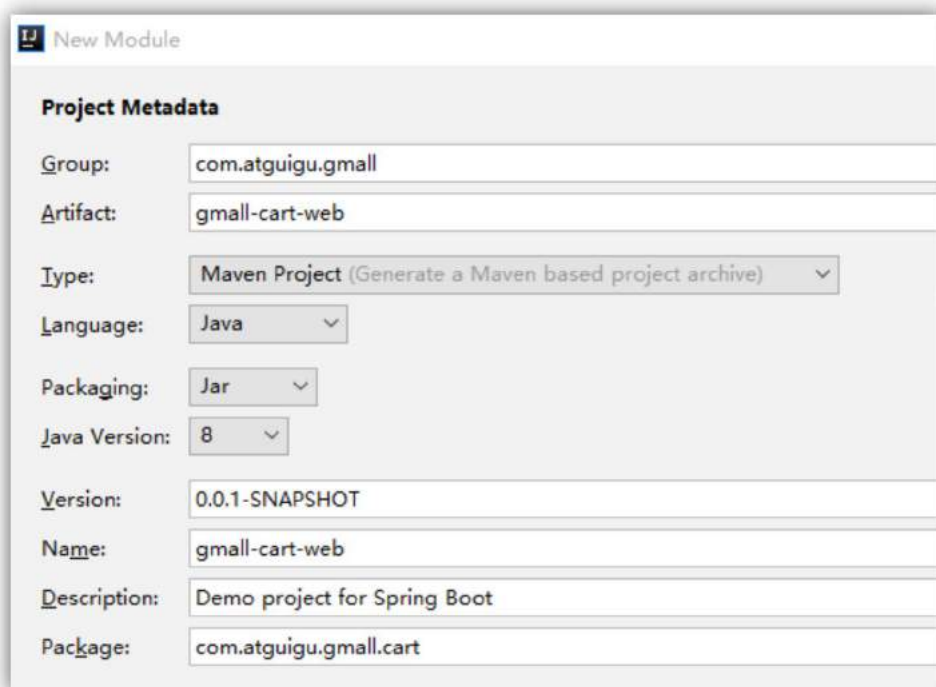 New Module
Project Metadata
Group: com.atguigu.gmall
Artifact: gmall-cart-web
Type: Maven Project (Generate a Maven based project archive)
Language: Java
Packaging: Jar
Java Version: 8
Version: 0.0.1-SNAPSHOT
Name: gmall-cart-web
Description: Demo project for Spring Boot
Package: com.atguigu.gmall.cart